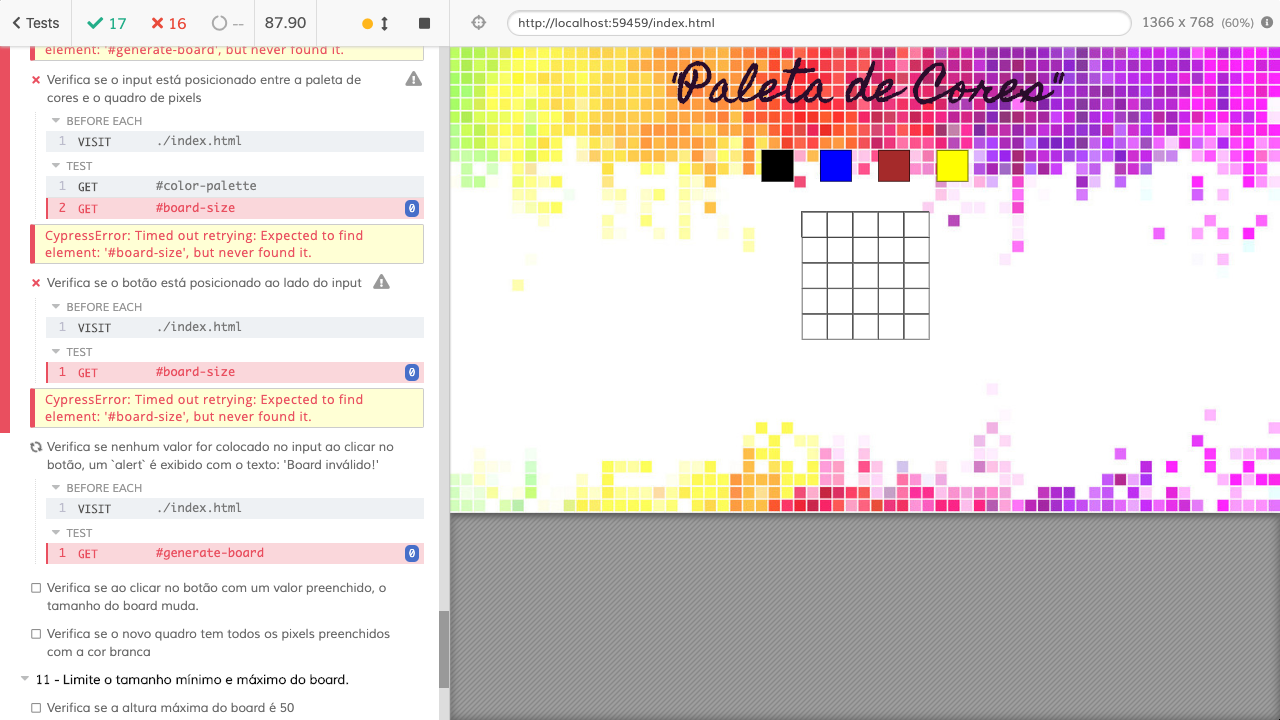 Tests
17
16
--
87.90
http://localhost:59459/index.html
1366 x 768 (60%)
element: '#generate-board', but never found it.
Verifica se o input está posicionado entre a paleta de
cores e o quadro de pixels
BEFORE EACH
1 VISIT ./index.html
TEST
1 GET #color-palette
2 GET #board-size 0
CypressError: Timed out retrying: Expected to find
element: '#board-size', but never found it.
Verifica se o botão está posicionado ao lado do input
BEFORE EACH
1 VISIT ./index.html
TEST
1 GET #board-size 0
CypressError: Timed out retrying: Expected to find
element: '#board-size', but never found it.
Verifica se nenhum valor for colocado no input ao clicar no
botão, um `alert` é exibido com o texto: 'Board inválido!'
BEFORE EACH
1 VISIT ./index.html
TEST
1 GET #generate-board 0
Verifica se ao clicar no botão com um valor preenchido, o
tamanho do board muda.
Verifica se o novo quadro tem todos os pixels preenchidos
com a cor branca
11 - Limite o tamanho mínimo e máximo do board.
Verifica se a altura máxima do board é 50
"Paleta de Cores"